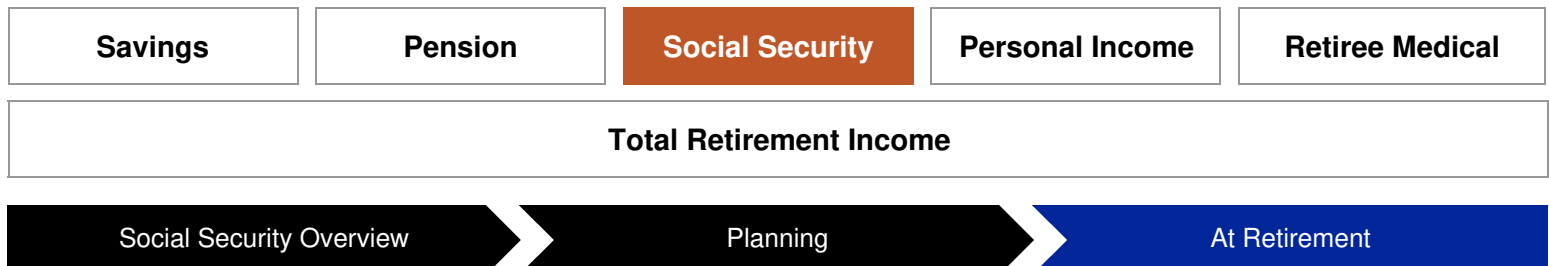 Savings Pension Social Security Personal Income Retiree Medical
Total Retirement Income
Social Security Overview Planning At Retirement